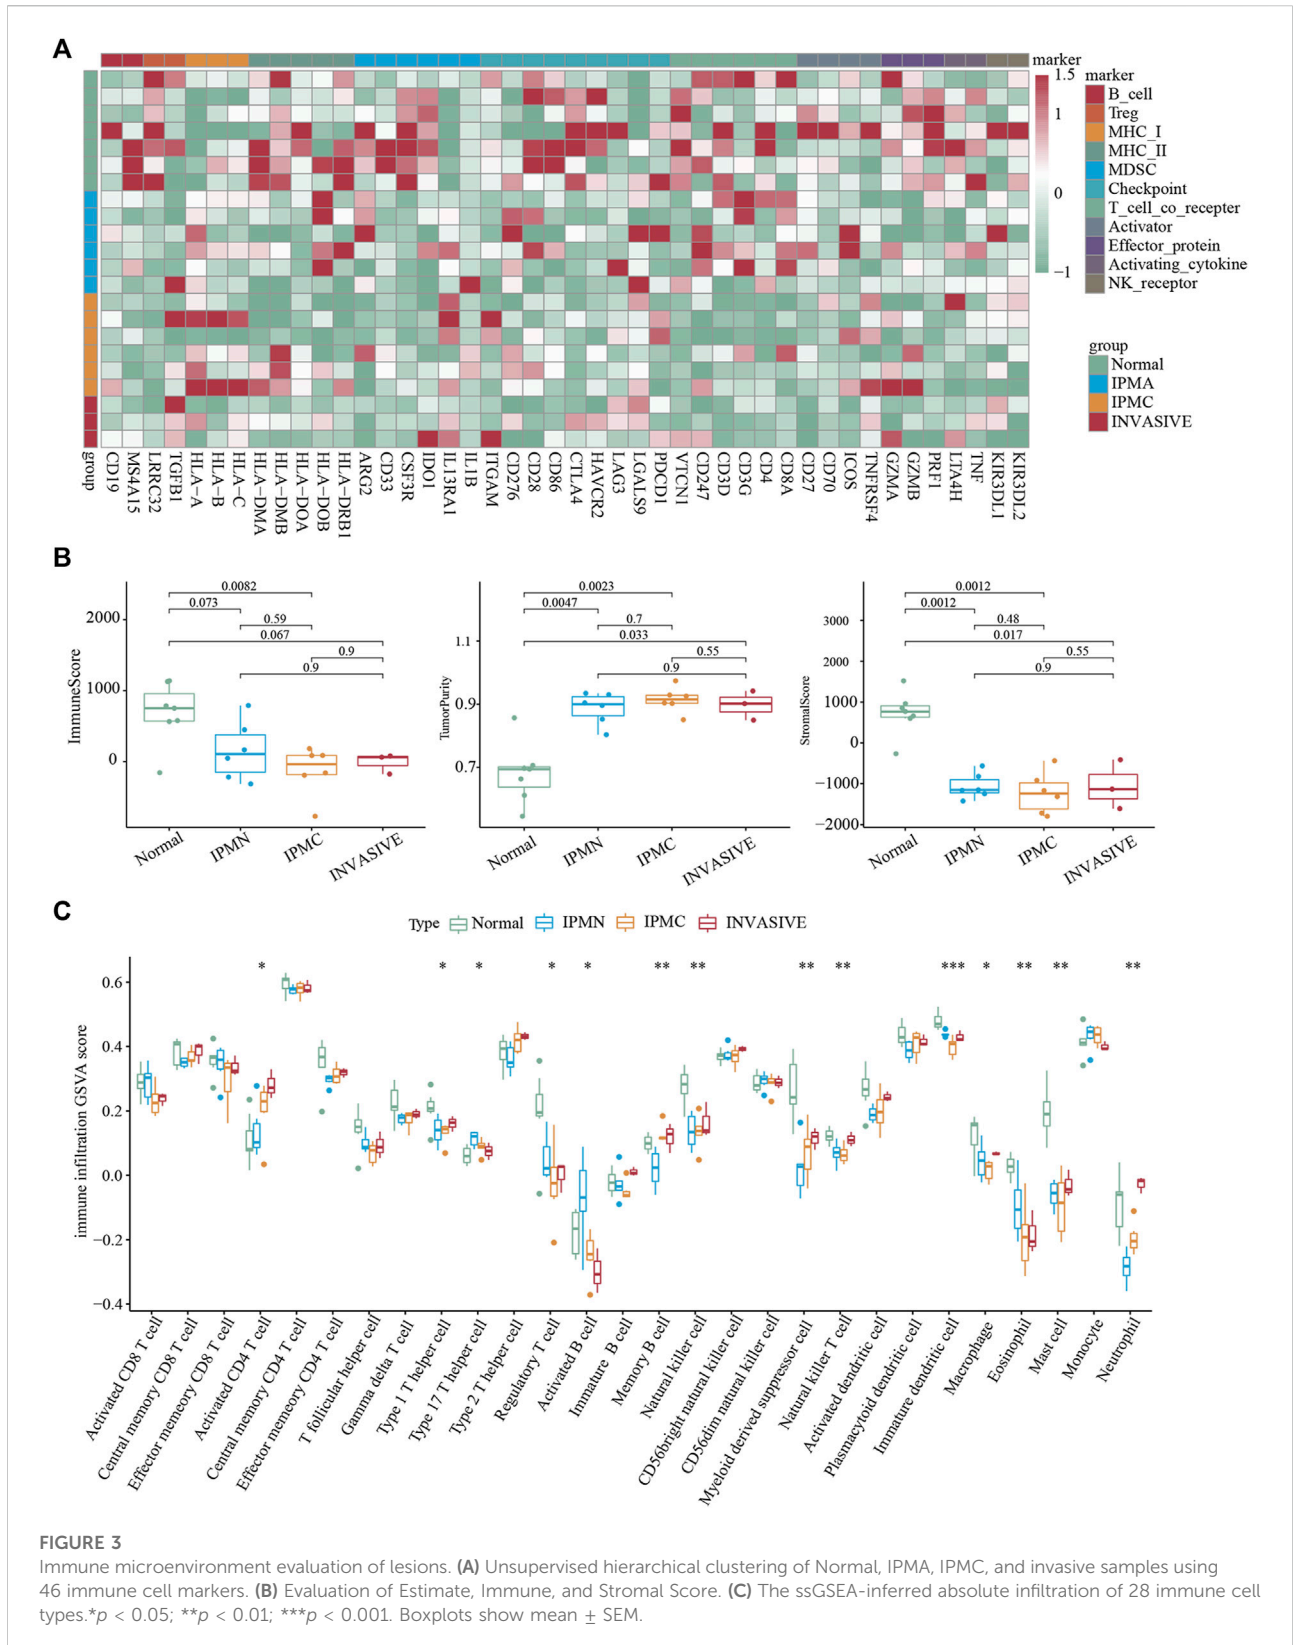 A
marker
1.5
1
0
−1
marker
B_cell
Treg
MHC_I
MHC_II
MDSC
Checkpoint
T_cell_co_recepter
Activator
Effector_protein
Activating_cytokine
NK_receptor
group
Normal
IPMA
IPMC
INVASIVE
group
CD19
MS4A15
LRRC32
TGFB1
HLA−A
HLA−B
HLA−C
HLA−DMA
HLA−DMB
HLA−DOA
HLA−DOB
HLA−DRB1
ARG2
CD33
CSF3R
IDO1
IL13RA1
IL1B
ITGAM
CD276
CD28
CD86
CTLA4
HAVCR2
LAG3
LGALS9
PDCD1
VTCN1
CD247
CD3D
CD3G
CD4
CD8A
CD27
CD70
ICOS
TNFRSF4
GZMA
GZMB
PRF1
LTA4H
TNF
KIR3DL1
KIR3DL2
B
ImmuneScore
2000
1000
0
0.0082
0.073
0.59
0.067
0.9
0.9
Normal
IPMN
IPMC
INVASIVE
TumorPurity
1.1
0.9
0.7
0.0023
0.0047
0.7
0.033
0.55
0.9
Normal
IPMN
IPMC
INVASIVE
StromalScore
3000
2000
1000
0
−1000
−2000
0.0012
0.0012
0.48
0.017
0.55
0.9
Normal
IPMN
IPMC
INVASIVE
C
Type Normal IPMN IPMC INVASIVE
immune infiltration GSVA score
0.6
0.4
0.2
0.0
−0.2
−0.4
* * * * * ** ** ** ** *** * ** ** **
Activated CD8 T cell
Central memory CD8 T cell
Effector memeory CD8 T cell
Activated CD4 T cell
Central memory CD4 T cell
Effector memeory CD4 T cell
T follicular helper cell
Gamma delta T cell
Type 1 T helper cell
Type 17 T helper cell
Type 2 T helper cell
Regulatory T cell
Activated B cell
Immature B cell
Memory B cell
Natural killer cell
CD56bright natural killer cell
CD56dim natural killer cell
Myeloid derived suppressor cell
Natural killer T cell
Activated dendritic cell
Plasmacytoid dendritic cell
Immature dendritic cell
Macrophage
Eosinophil
Mast cell
Monocyte
Neutrophil
FIGURE 3
Immune microenvironment evaluation of lesions. (A) Unsupervised hierarchical clustering of Normal, IPMA, IPMC, and invasive samples using
46 immune cell markers. (B) Evaluation of Estimate, Immune, and Stromal Score. (C) The ssGSEA-inferred absolute infiltration of 28 immune cell
types.*p < 0.05; **p < 0.01; ***p < 0.001. Boxplots show mean ± SEM.